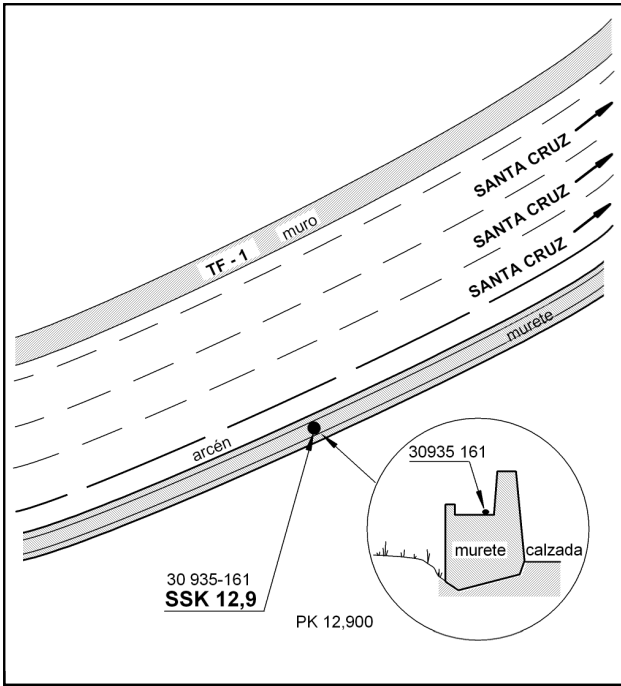 SANTA CRUZ
SANTA CRUZ
SANTA CRUZ
muro
TF - 1
murete
arcén
30935 161
murete calzada
30 935-161
SSK 12,9
PK 12,900